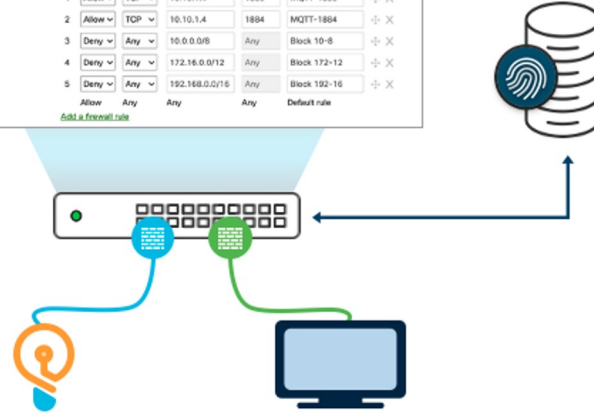 2 Allow TCP 10.10.1.4 1884 MQTT-1884
3 Deny Any 10.0.0.0/8 Any Block 10-8
4 Deny Any 172.16.0.0/12 Any Block 172-12
5 Deny Any 192.168.0.0/16 Any Block 192-16
Allow Any Any Any Default rule
Add a firewall rule